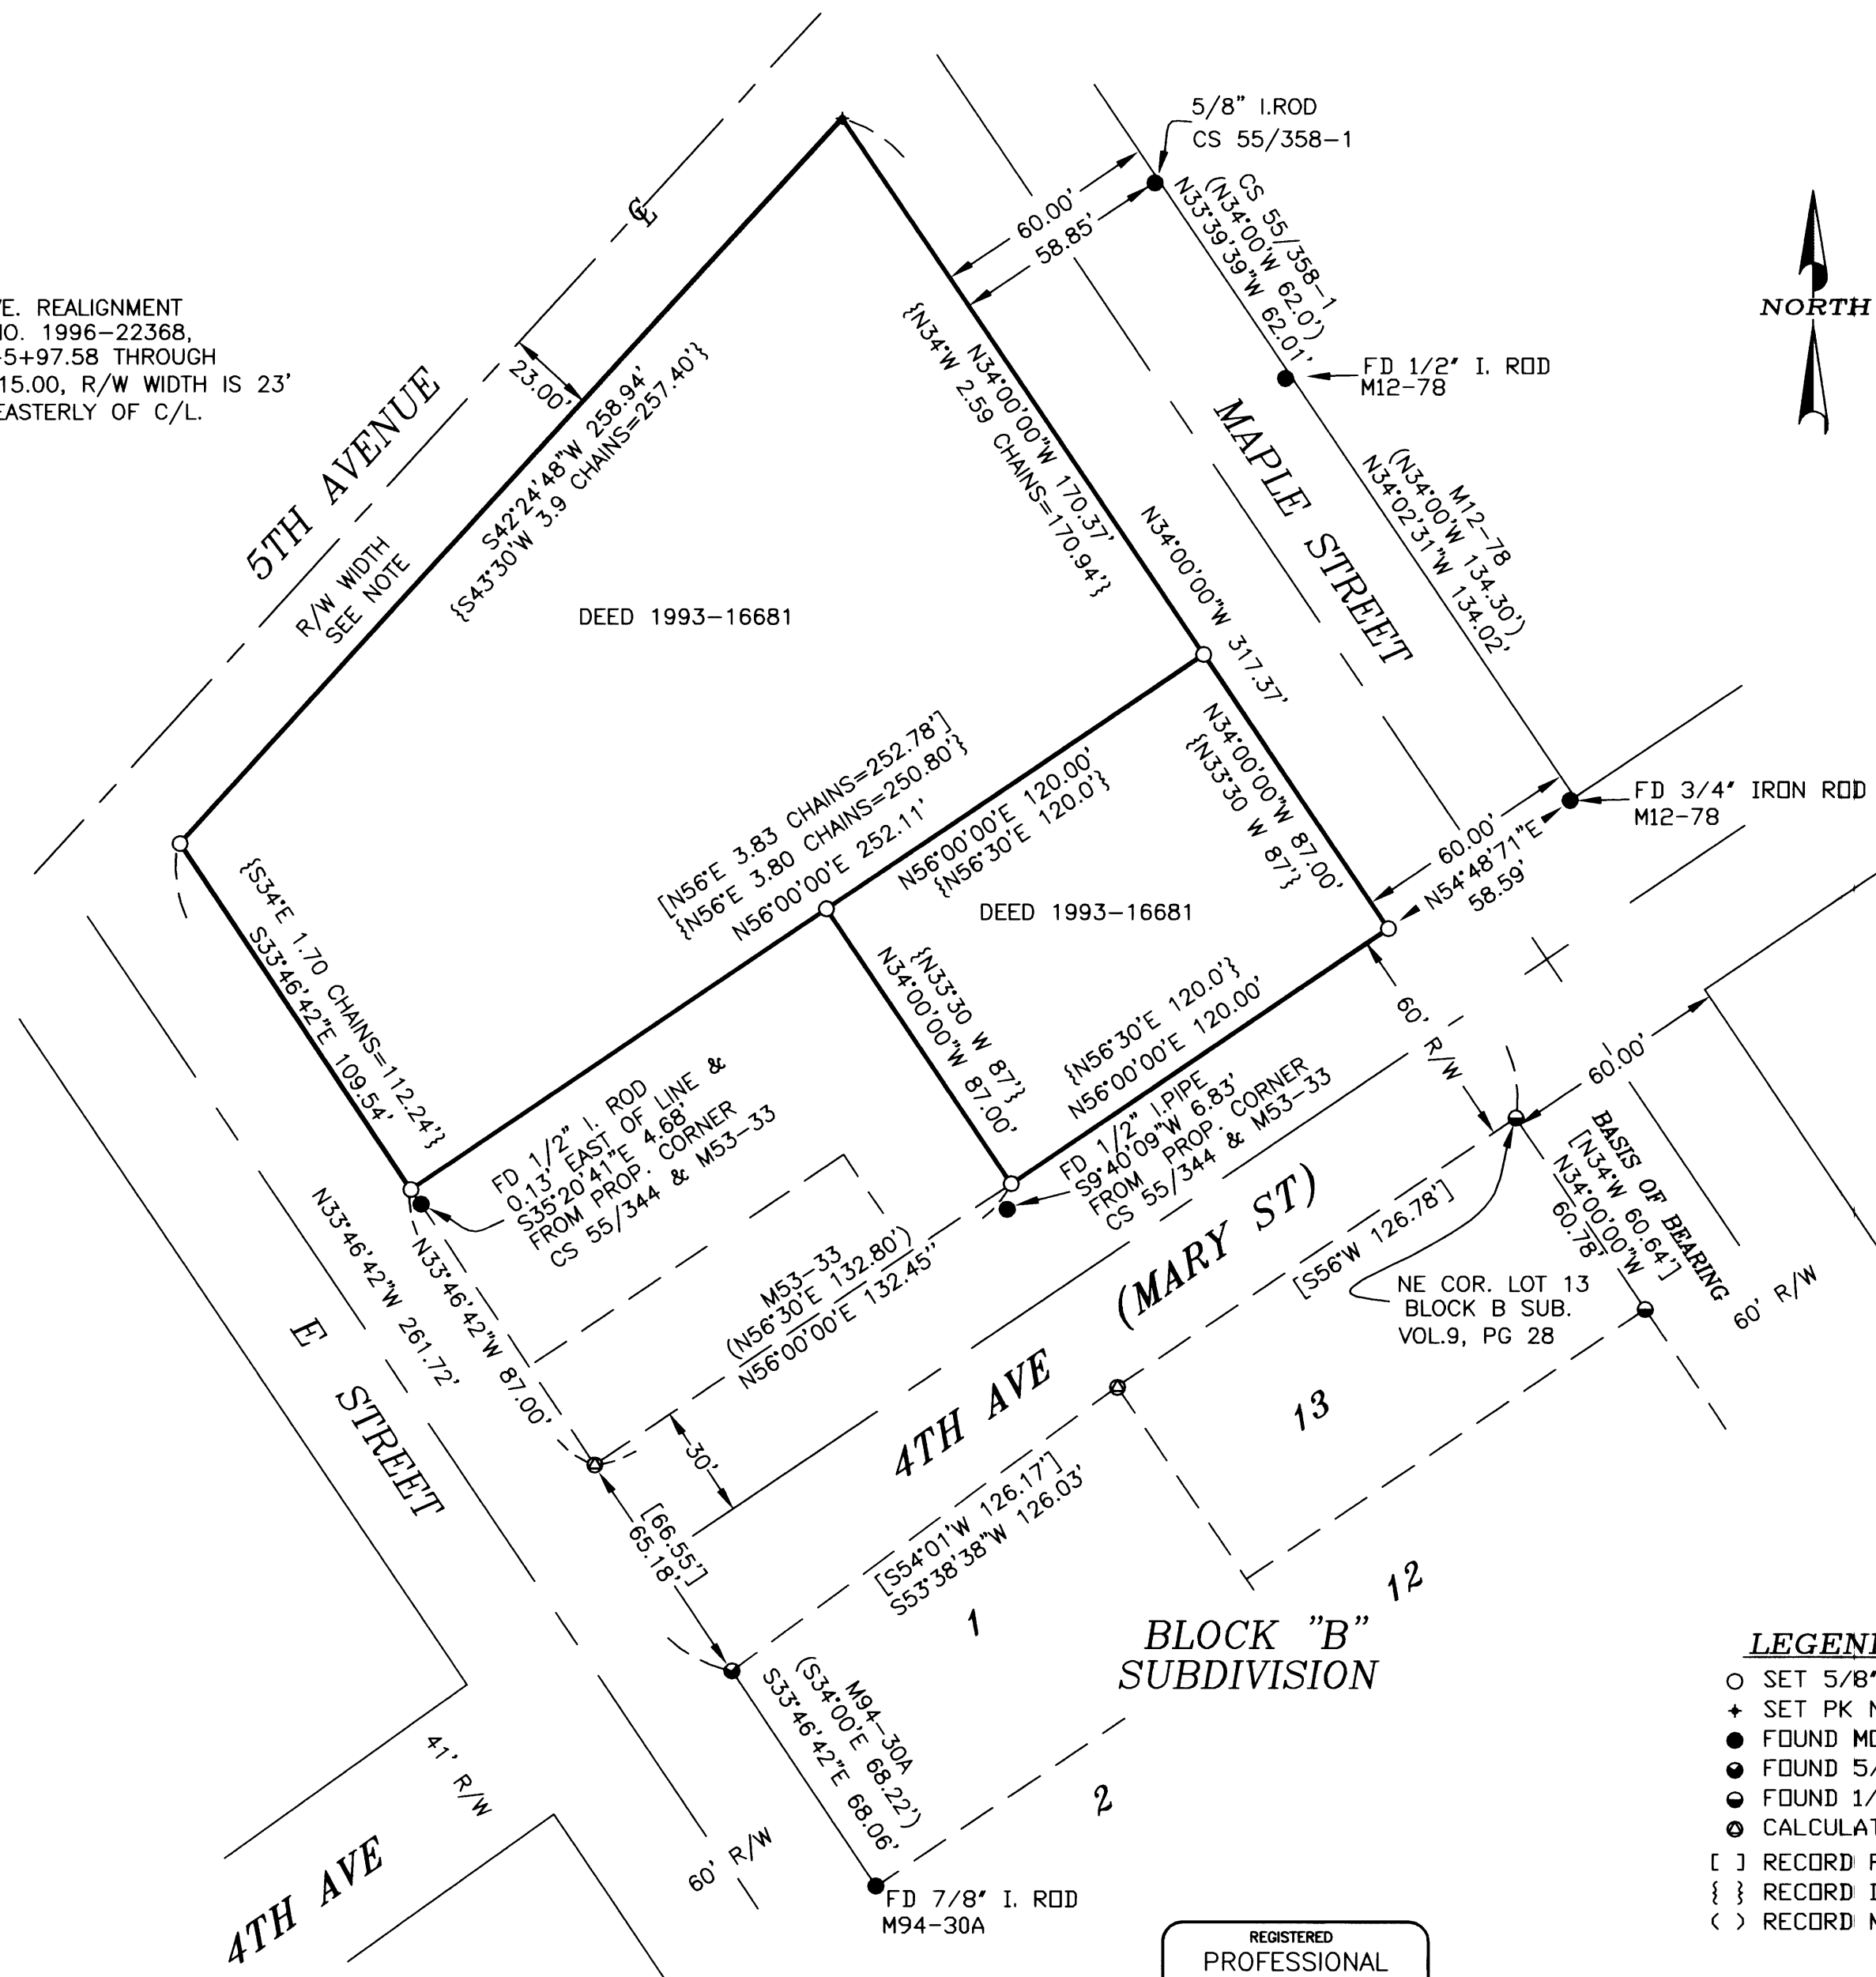 5/8" I.ROD
CS 55/358-1
CS 55/358-1
(N34°00'W 62.0')
N33°39'39"W 62.01'
60.00'
58.85'
NORTH
REALIGNMENT
1996-22368,
5+97.58 THROUGH
15.00, R/W WIDTH IS 23'
EASTERLY OF C/L.
23.00'
5TH AVENUE
S42°24'48"W 258.94'
{S43°30'W 3.9 CHAINS=257.40'}
R/W WIDTH
SEE NOTE
DEED 1993-16681
N34°00'00"W 170.37'
{N34°W 2.59 CHAINS=170.94'}
FD 1/2" I. ROD
M12-78
MAPLE STREET
M12-78
(N34°00'W 134.30')
N34°02'31"W 134.02'
N34°00'00"W 317.37'
N34°00'00"W 87.00'
{N33°30 W 87'}
FD 3/4" IRON ROD
M12-78
60.00'
N54°48'71"E
58.59'
[N56°E 3.83 CHAINS=252.78']
{N56°E 3.80 CHAINS=250.80'}
N56°00'00'E 252.11'
N56°00'00'E 120.00'
{N56°30'E 120.0'}
DEED 1993-16681
{S34°E 1.70 CHAINS=112.24'}
S33°46'42"E 109.54'
{N33°30 W 87'}
N34°00'00"W 87.00'
{N56°30'E 120.0'}
N56°00'00'E 120.00'
60' R/W
60.00'
FD 1/2" I. ROD
0.13' EAST OF LINE &
S35°20'41"E 4.68'
FROM PROP. CORNER
CS 55/344 & M53-33
FD 1/2" I.PIPE
S9°40'09"W 6.83'
FROM PROP. CORNER
CS 55/344 & M53-33
BASIS OF BEARING
[N34°W 60.64']
N34°00'00"W
60.78'
60' R/W
NE COR. LOT 13
BLOCK B SUB.
VOL.9, PG 28
N33°46'42"W 261.72'
N33°46'42"W 87.00'
M53-33
(N56°30'E 132.80')
N56°00'00'E 132.45"
E STREET
4TH AVE (MARY ST)
[S56°W 126.78']
30'
[66.55']
65.18'
[S54°01'W 126.17']
S53°38'38"W 126.03'
13
12
1
2
BLOCK "B"
SUBDIVISION
M94-30A
(S34°00'E 68.22')
S33°46'42"E 68.06'
41' R/W
4TH AVE
60' R/W
FD 7/8" I. ROD
M94-30A
SET 5/8"
SET PK
FOUND
FOUND
FOUND
[ ] RECORD
{ } RECORD
( ) RECORD
REGISTERED
PROFESSIONAL